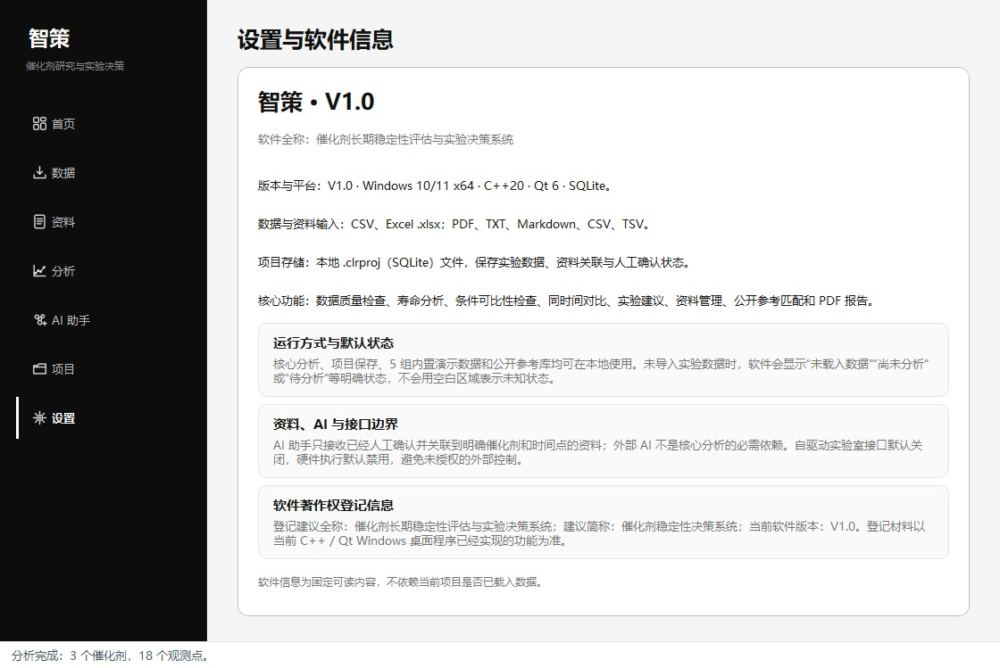 智策
催化剂研究与实验决策
首页
数据
资料
分析
AI 助手
项目
设置
设置与软件信息
智策 • V1.0
软件全称：催化剂长期稳定性评估与实验决策系统
版本与平台：V1.0 · Windows 10/11 x64 · C++20 · Qt 6 · SQLite。
数据与资料输入：CSV、Excel .xlsx；PDF、TXT、Markdown、CSV、TSV。
项目存储：本地 .clrproj（SQLite）文件，保存实验数据、资料关联与人工确认状态。
核心功能：数据质量检查、寿命分析、条件可比性检查、同时间对比、实验建议、资料管理、公开参考匹配和 PDF 报告。
运行方式与默认状态
核心分析、项目保存、5 组内置演示数据和公开参考库均可在本地使用。未导入实验数据时，软件会显示“未载入数据”“尚未分析”
或“待分析”等明确状态，不会用空白区域表示未知状态。
资料、AI 与接口边界
AI 助手只接收已经人工确认并关联到明确催化剂和时间点的资料；外部 AI 不是核心分析的必需依赖。自驱动实验室接口默认关
闭，硬件执行默认禁用，避免未授权的外部控制。
软件著作权登记信息
登记建议全称：催化剂长期稳定性评估与实验决策系统；建议简称：催化剂稳定性决策系统；当前软件版本：V1.0。登记材料以
当前 C++ / Qt Windows 桌面程序已经实现的功能为准。
软件信息为固定可读内容，不依赖当前项目是否已载入数据。
分析完成：3 个催化剂，18 个观测点。